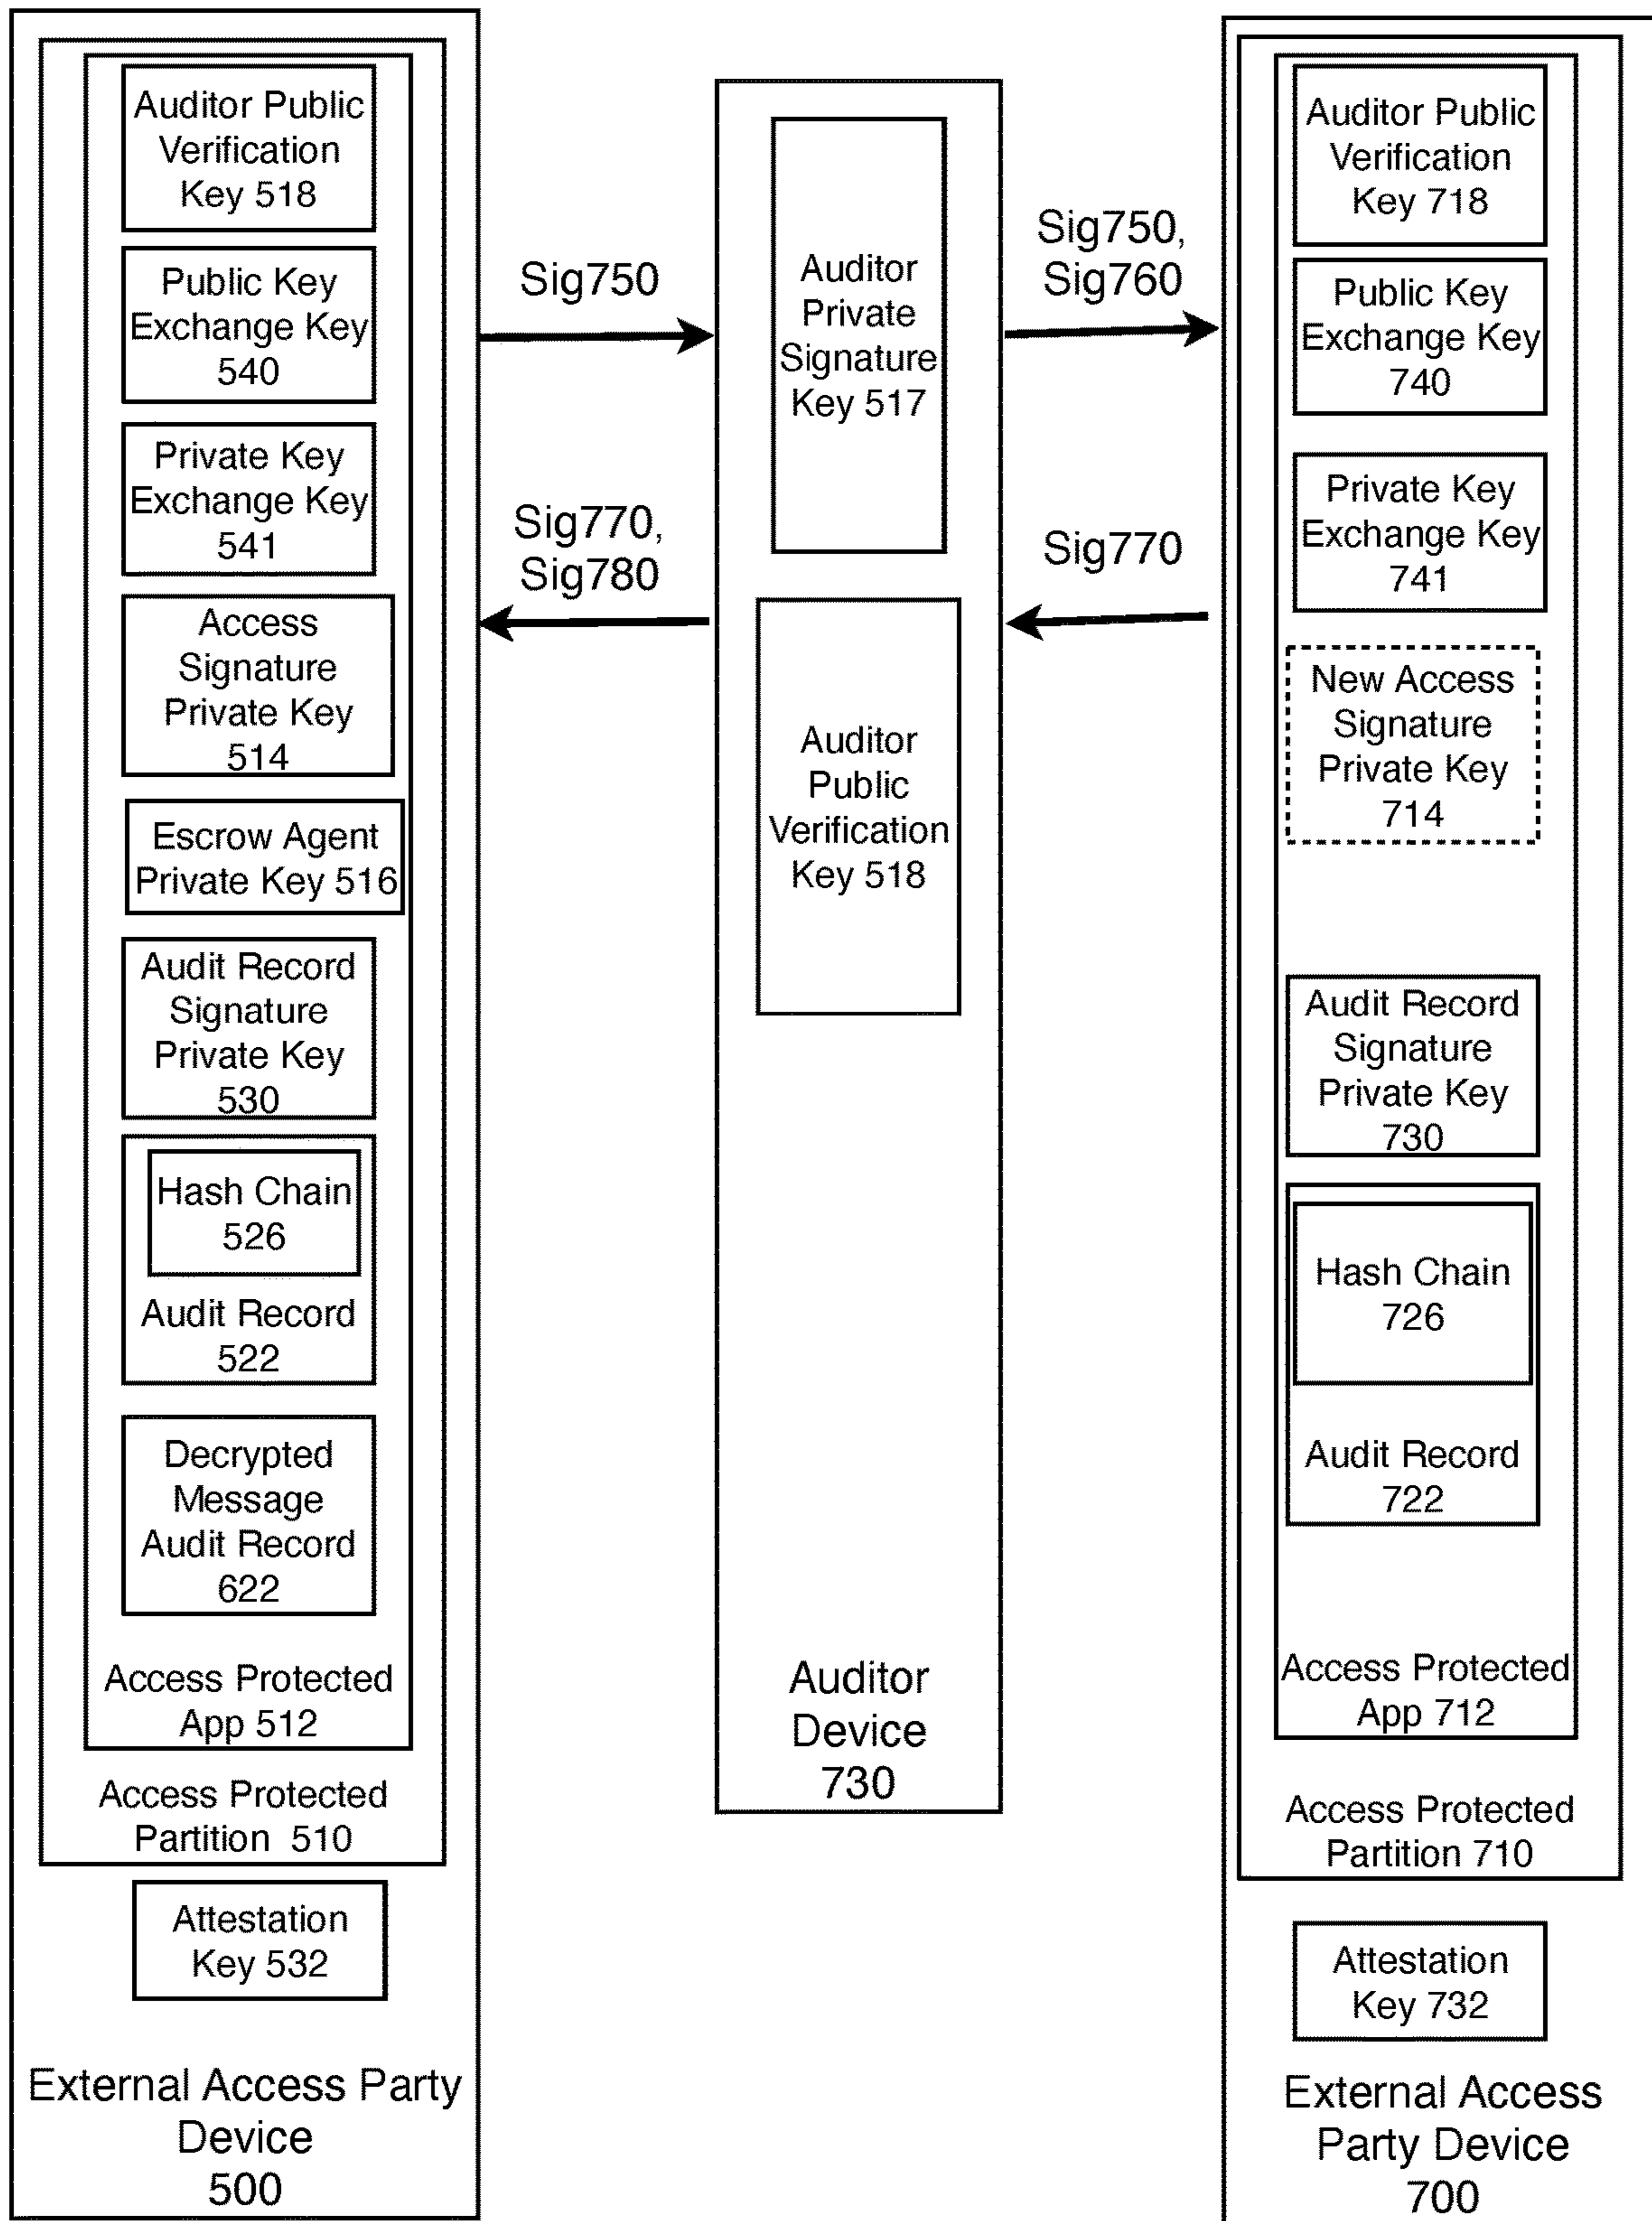 Auditor Public
Verification
Key 518
Public Key
Exchange Key
540
Private Key
Exchange Key
541
Access
Signature
Private Key
514
Escrow Agent
Private Key 516
Audit Record
Signature
Private Key
530
Hash Chain
526
Audit Record
522
Decrypted
Message
Audit Record
622
Access Protected
App 512
Access Protected
Partition 510
Attestation
Key 532
External Access Party
Device
500
Sig750
Sig770,
Sig780
Auditor
Private
Signature
Key 517
Auditor
Public
Verification
Key 518
Auditor
Device
730
Sig750,
Sig760
Sig770
Auditor Public
Verification
Key 718
Public Key
Exchange Key
740
Private Key
Exchange Key
741
New Access
Signature
Private Key
714
Audit Record
Signature
Private Key
730
Hash Chain
726
Audit Record
722
Access Protected
App 712
Access Protected
Partition 710
Attestation
Key 732
External Access
Party Device
700